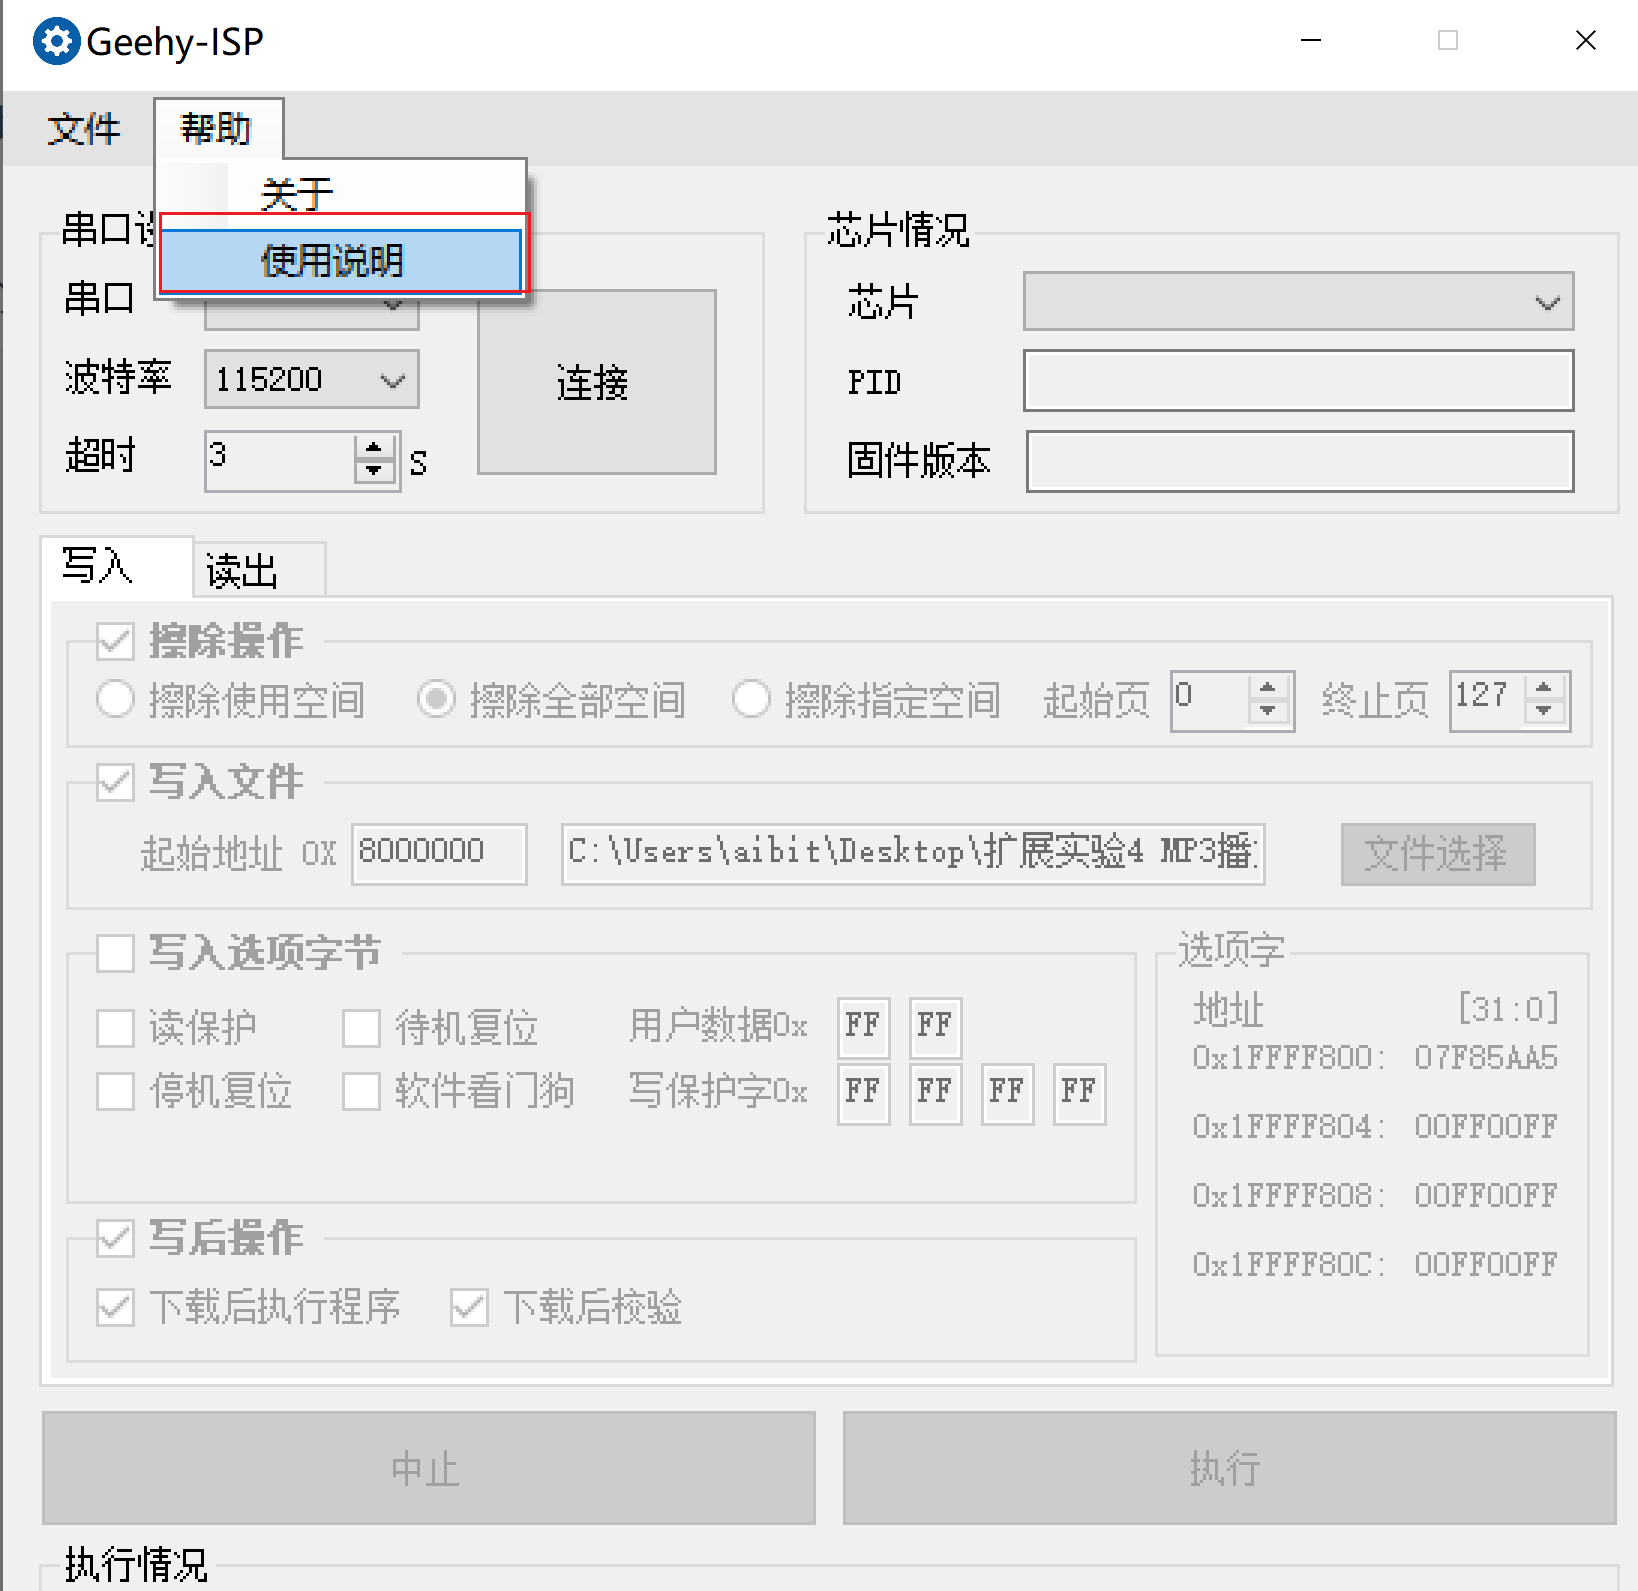 Geehy-ISP
文件 帮助
关于
使用说明
串口
芯片情况
串口
芯片
波特率 115200
连接
PID
超时 3 S
固件版本
写入 读出
擦除操作
擦除使用空间 擦除全部空间 擦除指定空间 起始页 0 终止页 127
写入文件
起始地址 0X 8000000 C:\Users\aibit\Desktop\扩展实验4 MP3播 文件选择
写入选项字节
选项字
读保护 待机复位 用户数据0x FF FF
地址 [31:0]
停机复位 软件看门狗 写保护字0x FF FF FF FF
0x1FFFF800: 07F85AA5
0x1FFFF804: 00FF00FF
0x1FFFF808: 00FF00FF
0x1FFFF80C: 00FF00FF
写后操作
下载后执行程序 下载后校验
中止 执行
执行情况